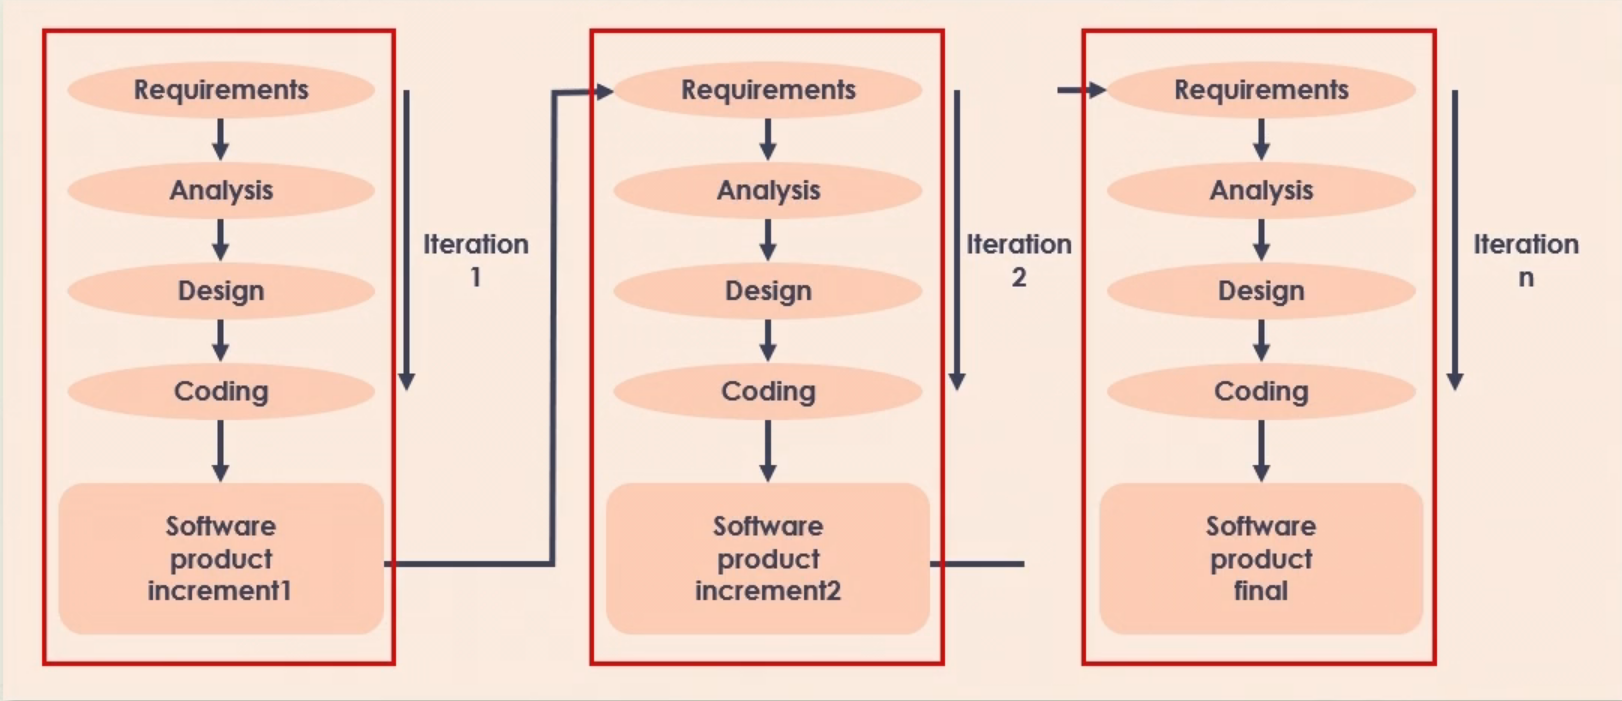 Requirements
Analysis
Design
Coding
Software
product
increment1
Iteration
1
Requirements
Analysis
Design
Coding
Software
product
increment2
Iteration
2
Requirements
Analysis
Design
Coding
Software
product
final
Iteration
n